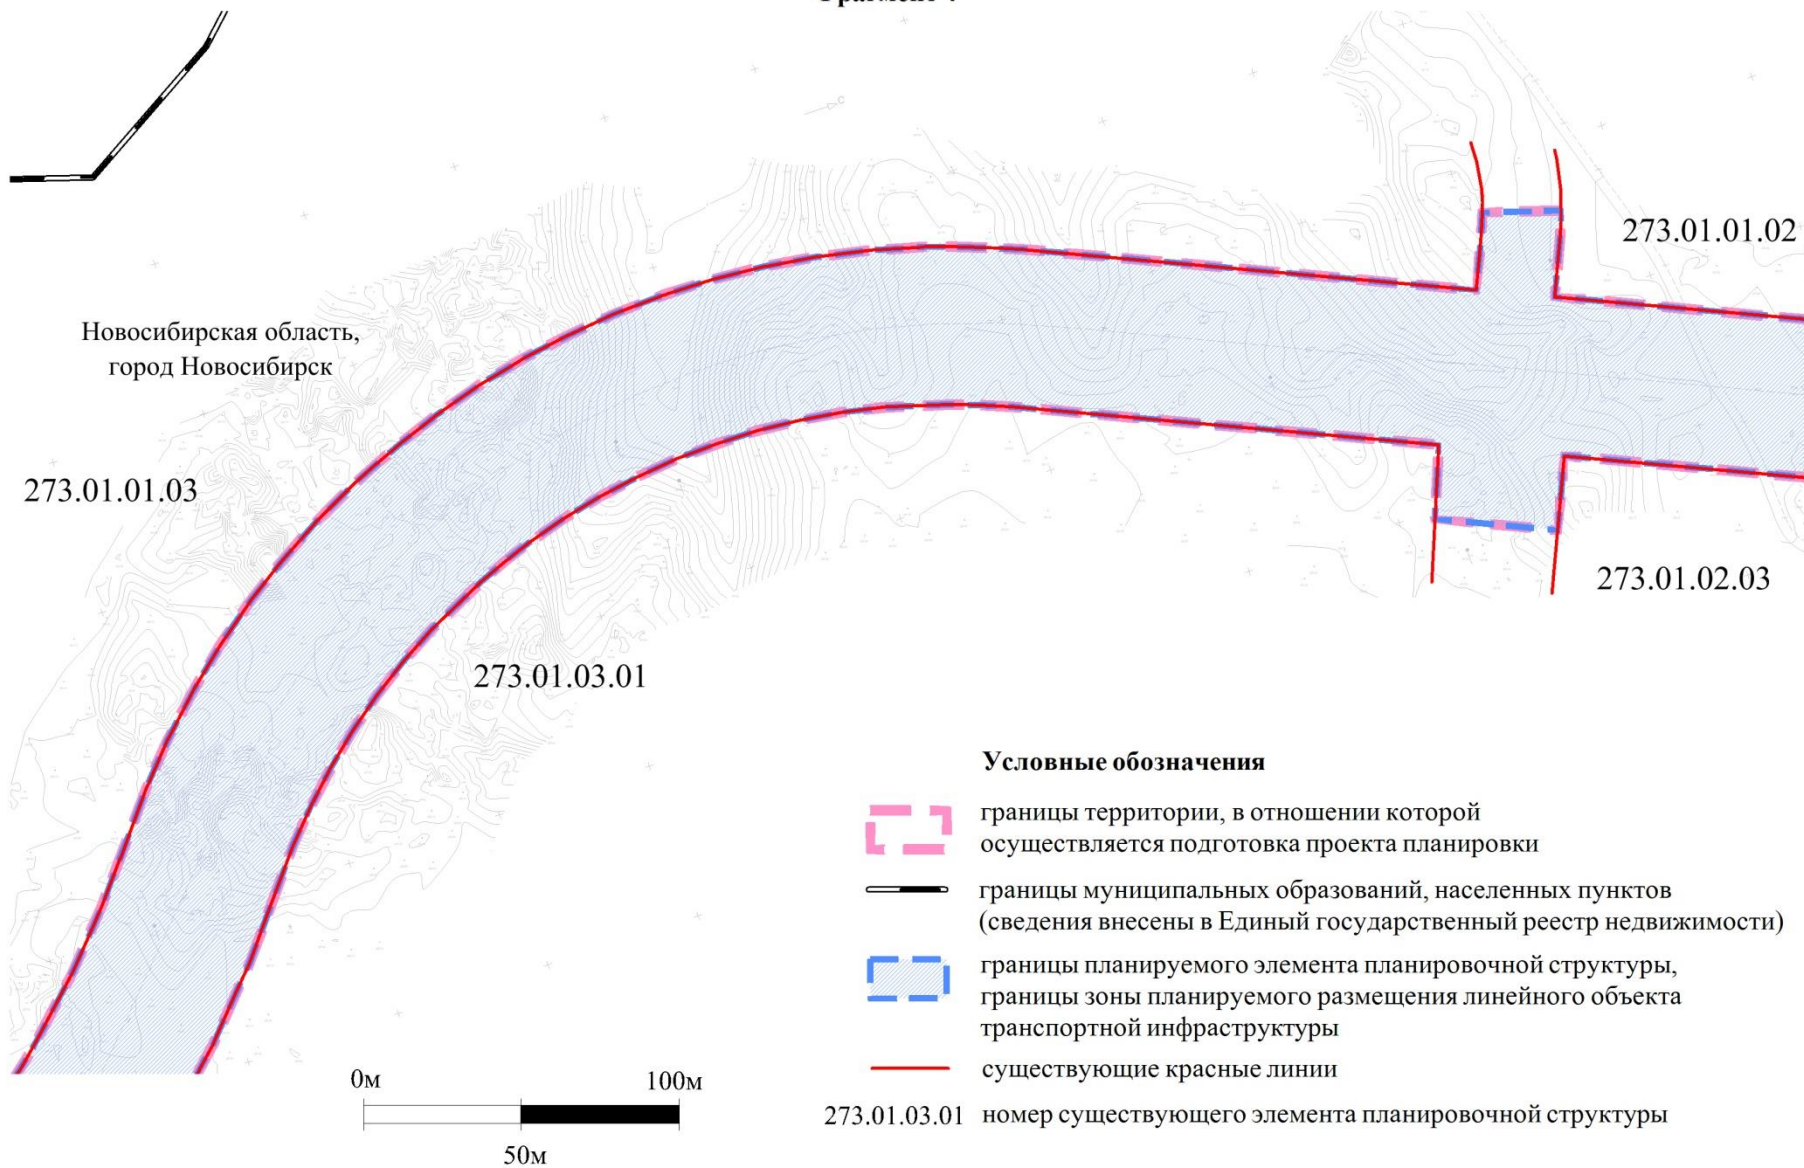 273.01.01.02
Новосибирская область,
город Новосибирск
273.01.01.03
273.01.02.03
273.01.03.01
Условные обозначения
границы территории, в отношении которой
осуществляется подготовка проекта планировки
границы муниципальных образований, населенных пунктов
(сведения внесены в Единый государственный реестр недвижимости)
границы планируемого элемента планировочной структуры,
границы зоны планируемого размещения линейного объекта
транспортной инфраструктуры
существующие красные линии
273.01.03.01 номер существующего элемента планировочной структуры
0м 100м
50м